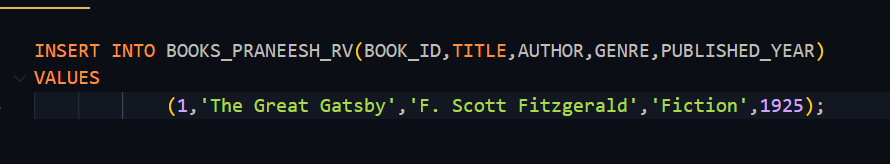 INSERT INTO BOOKS_PRANEESH_RV(BOOK_ID,TITLE,AUTHOR,GENRE,PUBLISHED_YEAR)
VALUES
(1,'The Great Gatsby','F. Scott Fitzgerald','Fiction',1925);